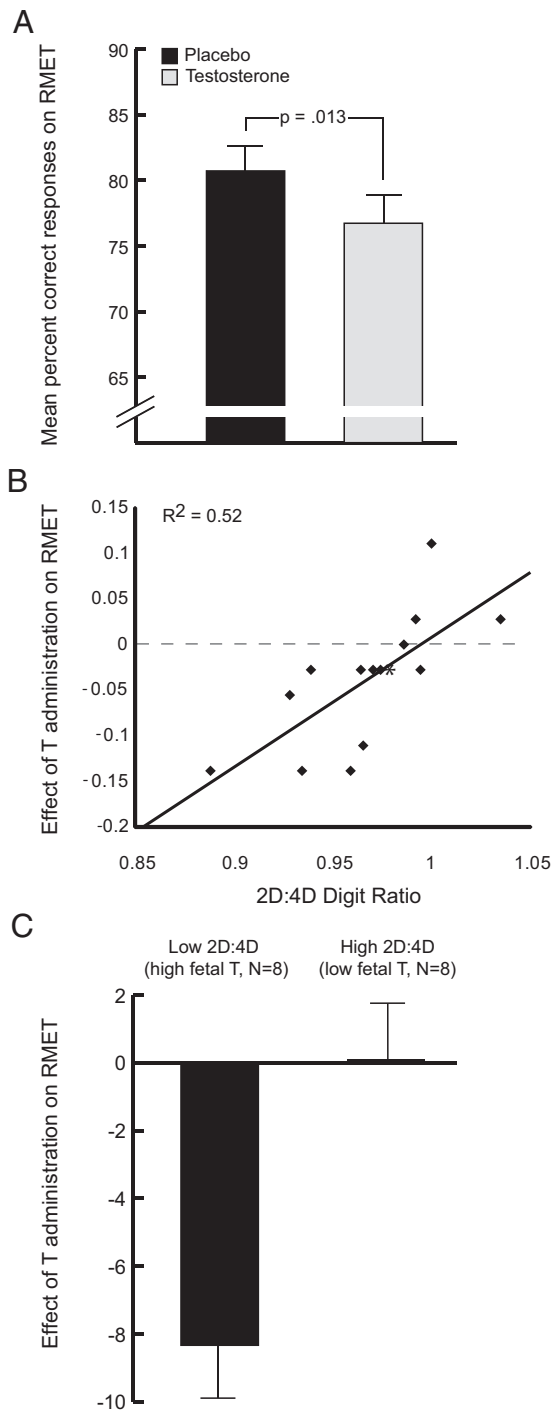 A
Mean percent correct responses on RMET
90
85
80
75
70
65
Placebo
Testosterone
p = .013
B
Effect of T administration on RMET
0.15
0.1
0.05
0
-0.05
-0.1
-0.15
-0.2
R2 = 0.52
*
0.85 0.9 0.95 1 1.05
2D:4D Digit Ratio
C
Low 2D:4D
(high fetal T, N=8)
High 2D:4D
(low fetal T, N=8)
Effect of T administration on RMET
2
0
-2
-4
-6
-8
-10